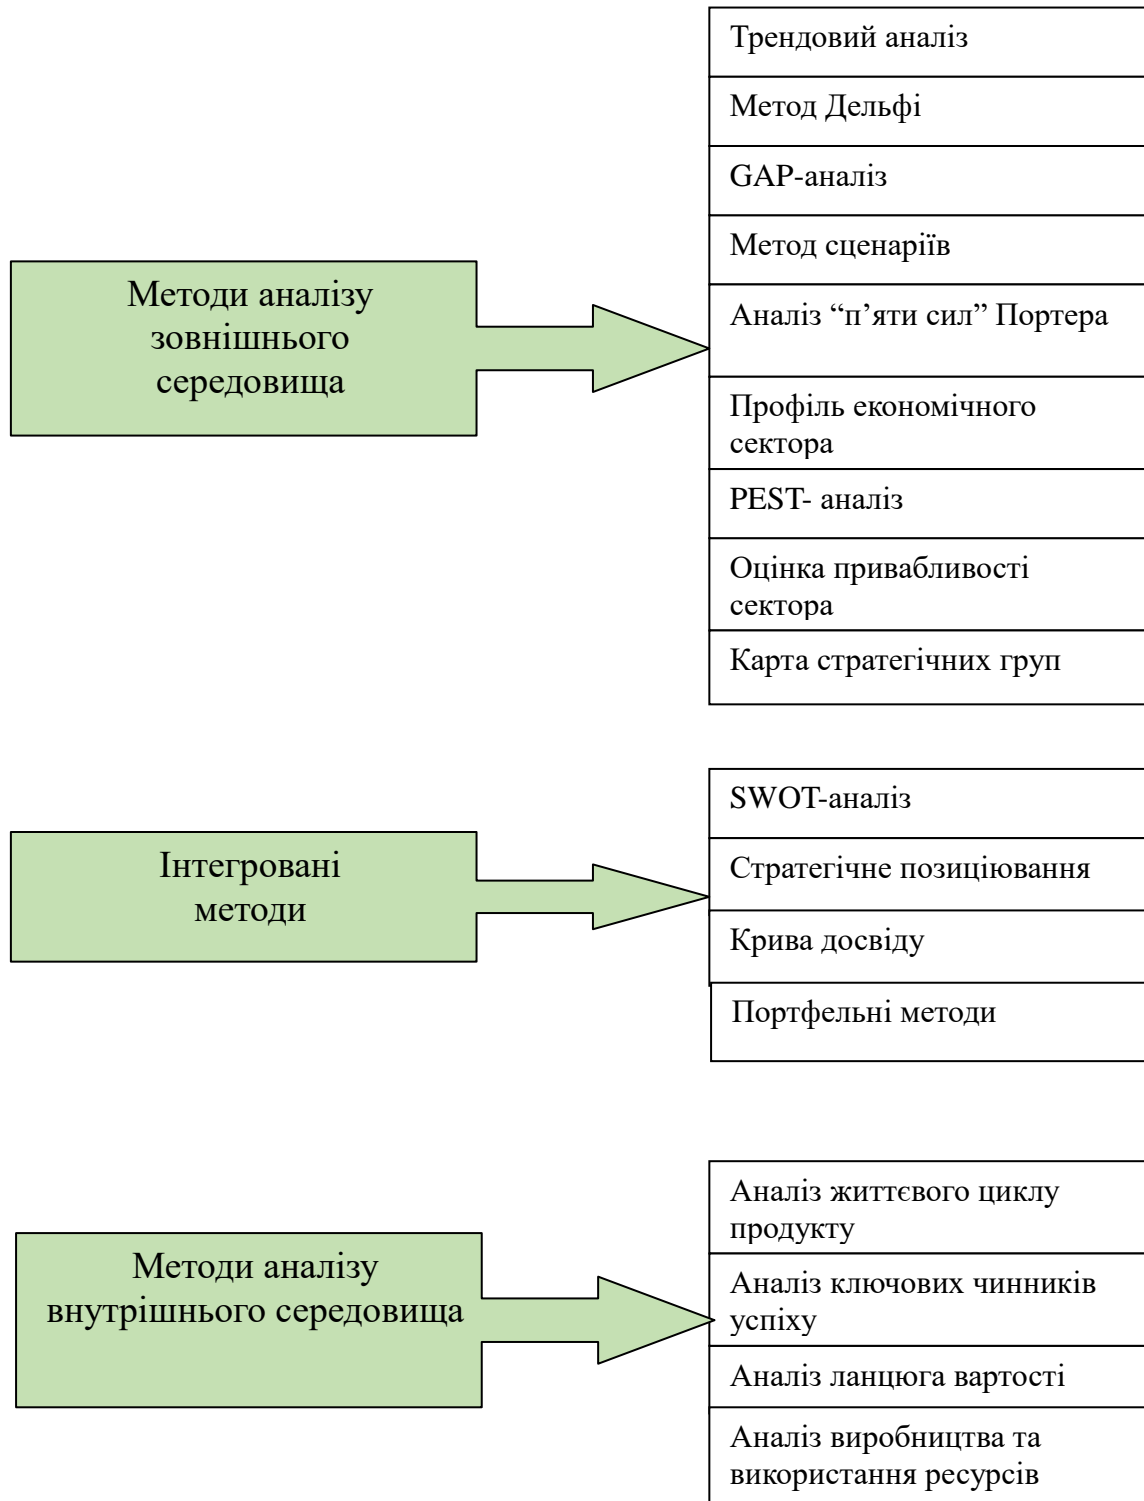 Методи аналізу
зовнішнього
середовища
Трендовий аналіз
Метод Дельфі
GAP-аналіз
Метод сценаріїв
Аналіз “п’яти сил” Портера
Профіль економічного
сектора
PEST- аналіз
Оцінка привабливості
сектора
Карта стратегічних груп
Інтегровані
методи
SWOT-аналіз
Стратегічне позиціювання
Крива досвіду
Портфельні методи
Методи аналізу
внутрішнього середовища
Аналіз життєвого циклу
продукту
Аналіз ключових чинників
успіху
Аналіз ланцюга вартості
Аналіз виробництва та
використання ресурсів